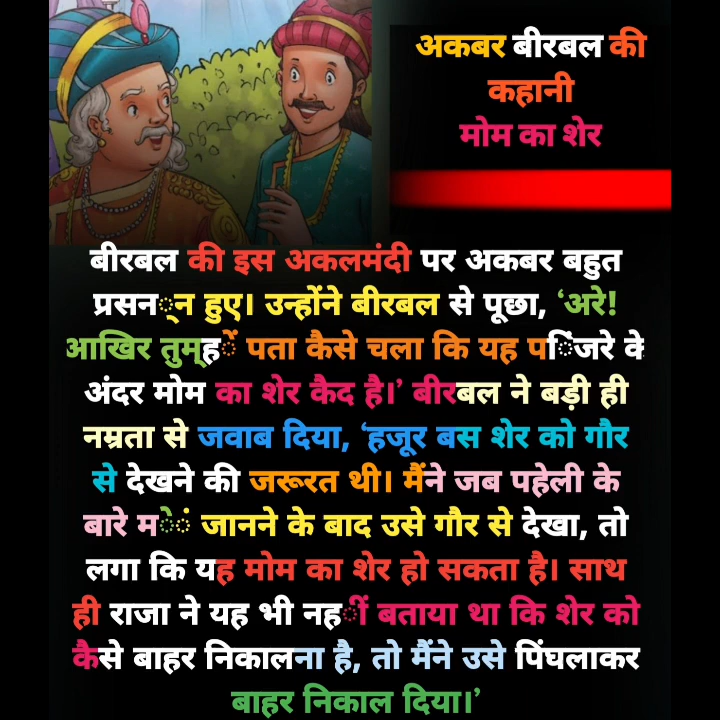 अकबर बीरबल की
कहानी
मोम का शेर
बीरबल की इस अकलमंदी पर अकबर बहुत
प्रसन्न हुए। उन्होंने बीरबल से पूछा, ‘अरे!
आखिर तुम्हें पता कैसे चला कि यह पिंजरे के
अंदर मोम का शेर कैद है।’ बीरबल ने बड़ी ही
नम्रता से जवाब दिया, ‘हजूर बस शेर को गौर
से देखने की जरूरत थी। मैंने जब पहेली के
बारे में जानने के बाद उसे गौर से देखा, तो
लगा कि यह मोम का शेर हो सकता है। साथ
ही राजा ने यह भी नहीं बताया था कि शेर को
कैसे बाहर निकालना है, तो मैंने उसे पिंघलाकर
बाहर निकाल दिया।’